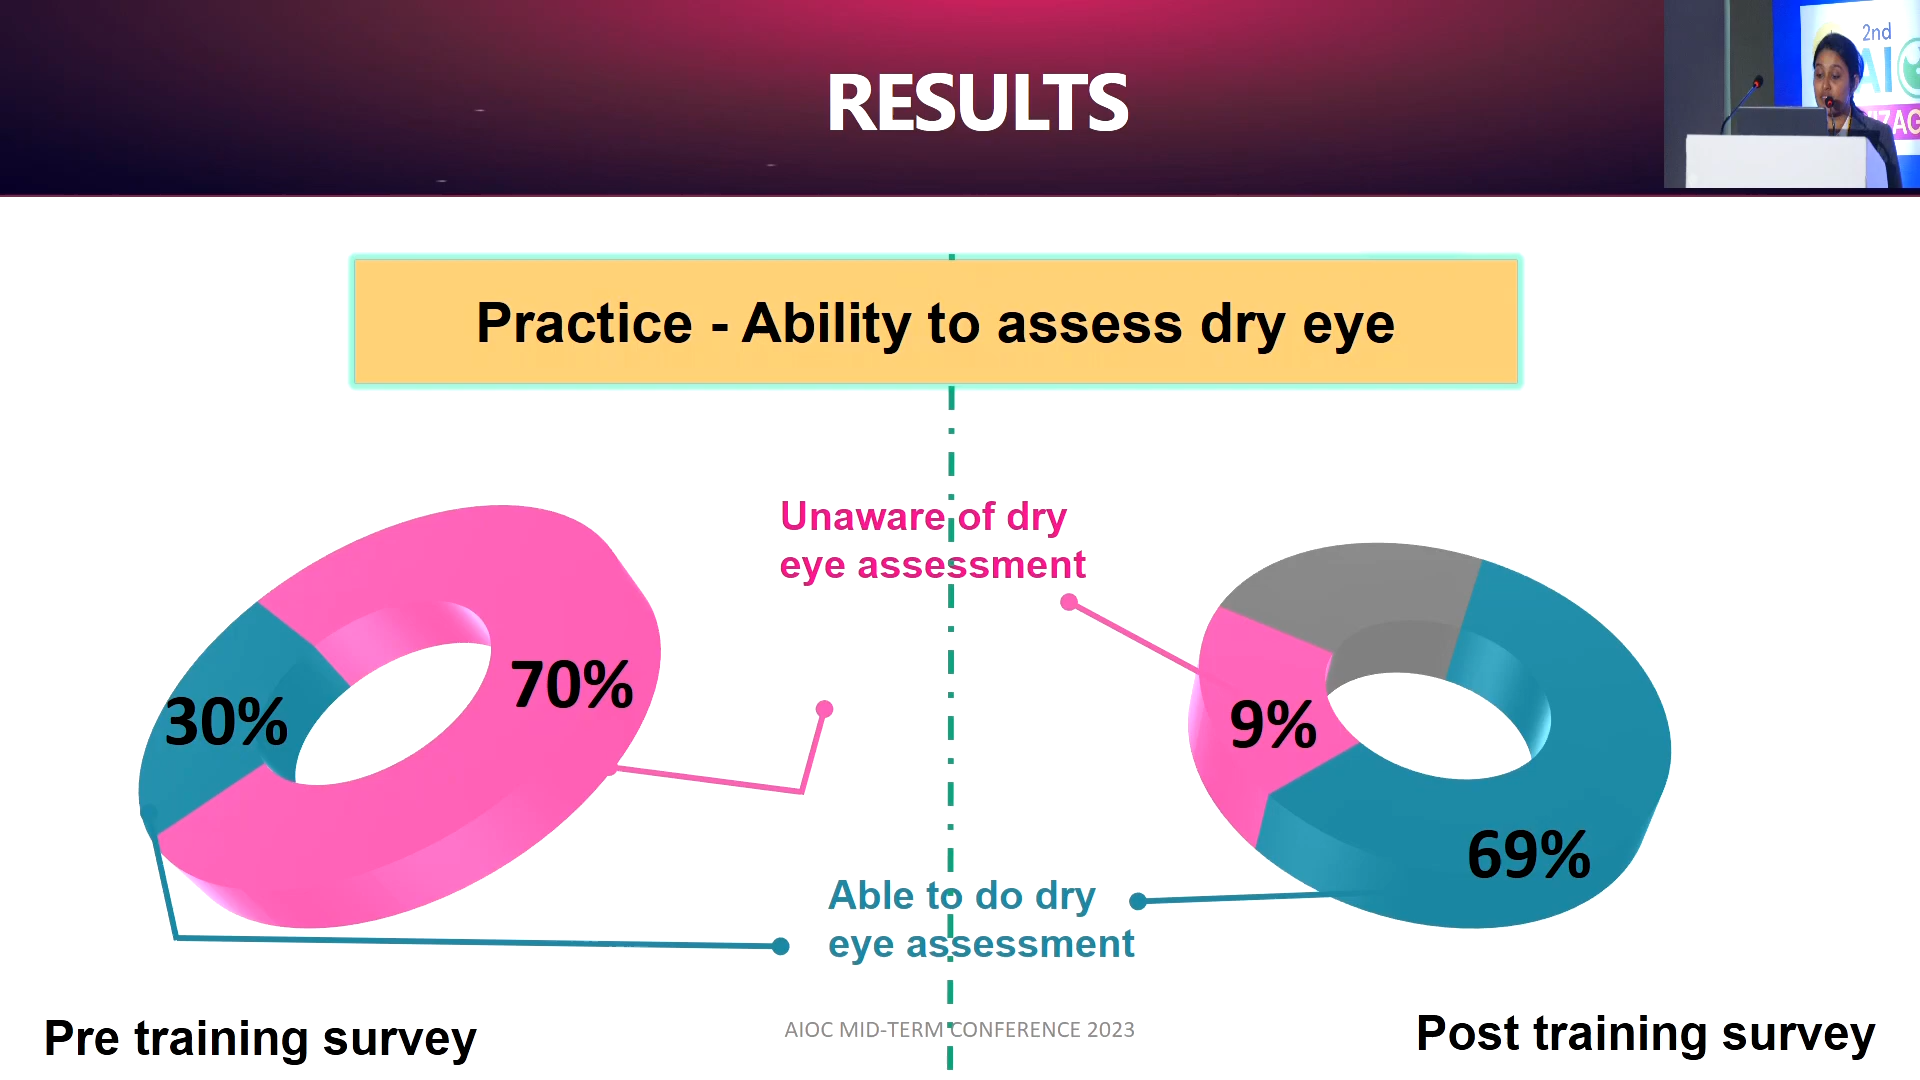 RESULTS
2nd
Practice - Ability to assess dry eye
Unaware of dry
eye assessment
70%
30%
9%
69%
Able to do dry
eye assessment
Pre training survey
AIOC MID-TERM CONFERENCE 2023
Post training survey